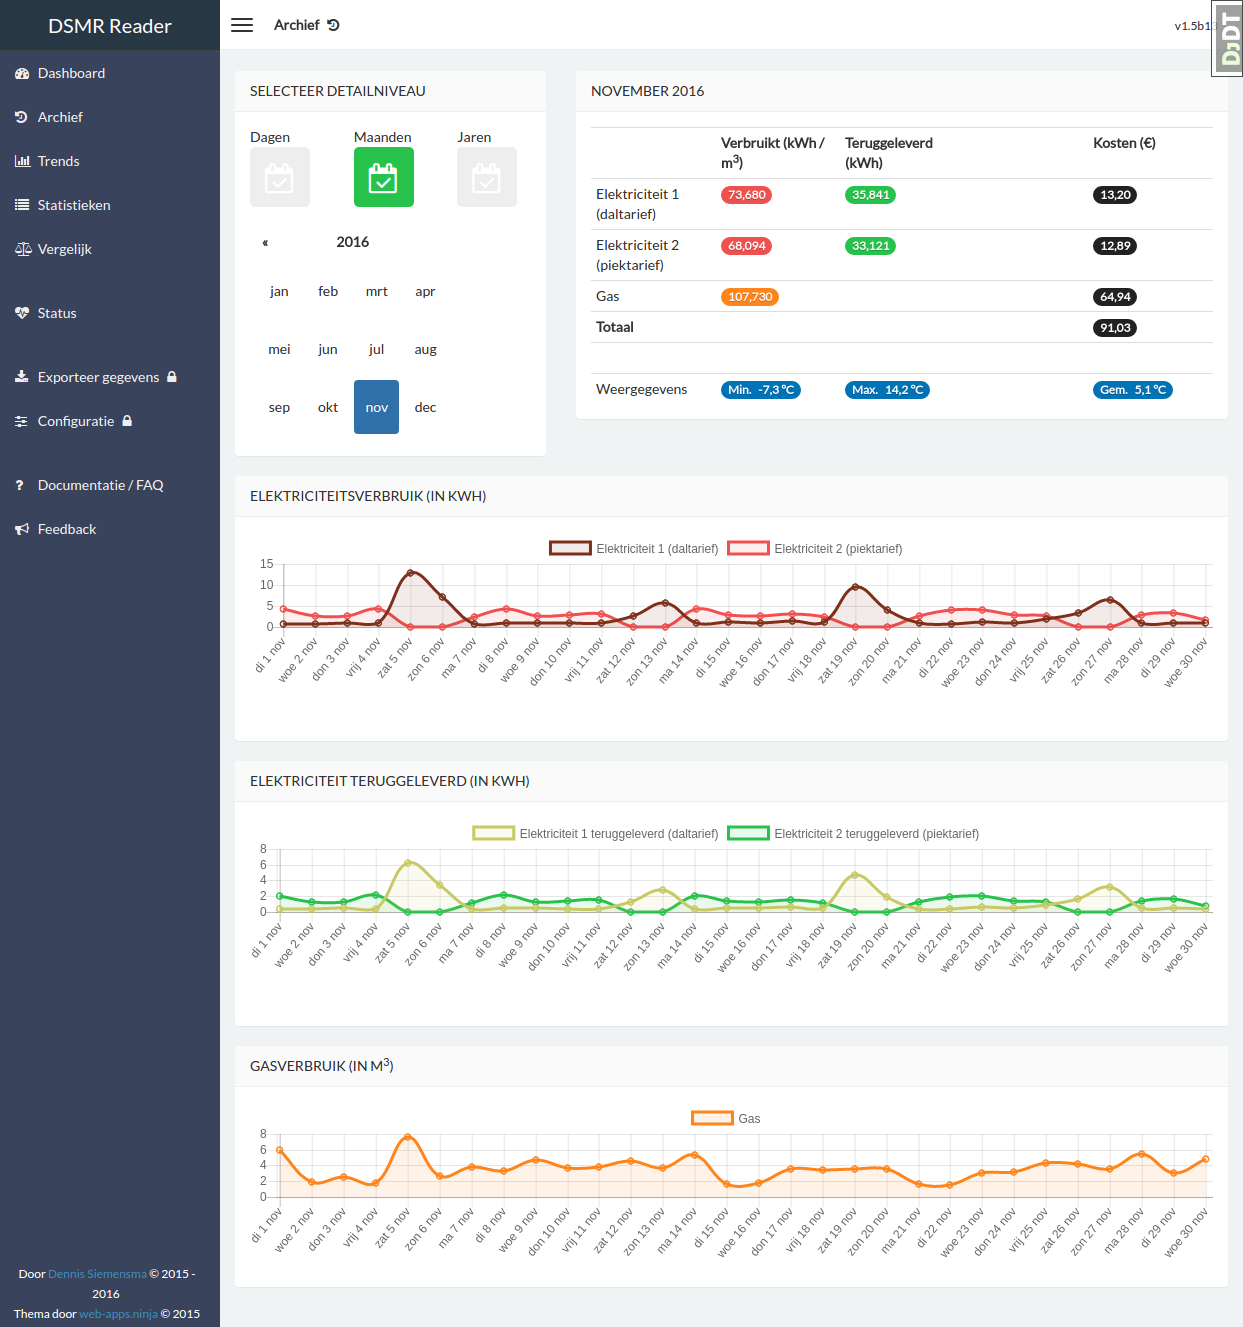 DSMR Reader
Archief
v1.5b1
DJDT
Dashboard
Archief
Trends
Statistieken
Vergelijk
Status
Exporteer gegevens
Configuratie
Documentatie / FAQ
Feedback
Door Dennis Siemensma © 2015 -
2016
Thema door web-apps.ninja © 2015
SELECTEER DETAILNIVEAU
Dagen Maanden Jaren
« 2016
jan feb mrt apr
mei jun jul aug
sep okt nov dec
NOVEMBER 2016
Verbruikt (kWh / m³) Teruggeleverd (kWh) Kosten (€)
Elektriciteit 1 (daltarief) 73,680 35,841 13,20
Elektriciteit 2 (piektarief) 68,094 33,121 12,89
Gas 107,730 64,94
Totaal 91,03
Weergegevens Min. -7,3 °C Max. 14,2 °C Gem. 5,1 °C
ELEKTRICITEITSVERBRUIK (IN KWH)
Elektriciteit 1 (daltarief) Elektriciteit 2 (piektarief)
15
10
5
0
di 1 nov woe 2 nov don 3 nov vrij 4 nov zat 5 nov zon 6 nov ma 7 nov di 8 nov woe 9 nov don 10 nov vrij 11 nov zat 12 nov zon 13 nov ma 14 nov di 15 nov woe 16 nov don 17 nov vrij 18 nov zat 19 nov zon 20 nov ma 21 nov di 22 nov woe 23 nov don 24 nov vrij 25 nov zat 26 nov zon 27 nov ma 28 nov di 29 nov woe 30 nov
ELEKTRICITEIT TERUGGELEVERD (IN KWH)
Elektriciteit 1 teruggeleverd (daltarief) Elektriciteit 2 teruggeleverd (piektarief)
8
6
4
2
0
di 1 nov woe 2 nov don 3 nov vrij 4 nov zat 5 nov zon 6 nov ma 7 nov di 8 nov woe 9 nov don 10 nov vrij 11 nov zat 12 nov zon 13 nov ma 14 nov di 15 nov woe 16 nov don 17 nov vrij 18 nov zat 19 nov zon 20 nov ma 21 nov di 22 nov woe 23 nov don 24 nov vrij 25 nov zat 26 nov zon 27 nov ma 28 nov di 29 nov woe 30 nov
GASVERBRUIK (IN M³)
Gas
8
6
4
2
0
di 1 nov woe 2 nov don 3 nov vrij 4 nov zat 5 nov zon 6 nov ma 7 nov di 8 nov woe 9 nov don 10 nov vrij 11 nov zat 12 nov zon 13 nov ma 14 nov di 15 nov woe 16 nov don 17 nov vrij 18 nov zat 19 nov zon 20 nov ma 21 nov di 22 nov woe 23 nov don 24 nov vrij 25 nov zat 26 nov zon 27 nov ma 28 nov di 29 nov woe 30 nov